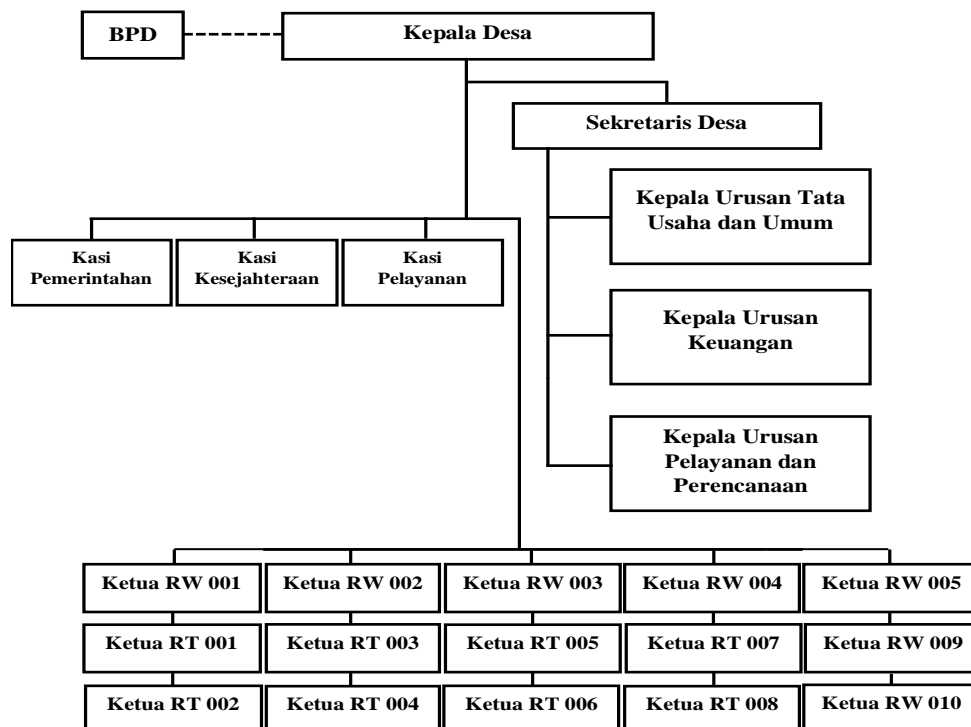 BPD
Kepala Desa
Sekretaris Desa
Kepala Urusan Tata
Usaha dan Umum
Kasi
Pemerintahan
Kasi
Kesejahteraan
Kasi
Pelayanan
Kepala Urusan
Keuangan
Kepala Urusan
Pelayanan dan
Perencanaan
Ketua RW 001
Ketua RW 002
Ketua RW 003
Ketua RW 004
Ketua RW 005
Ketua RT 001
Ketua RT 003
Ketua RT 005
Ketua RT 007
Ketua RW 009
Ketua RT 002
Ketua RT 004
Ketua RT 006
Ketua RT 008
Ketua RW 010